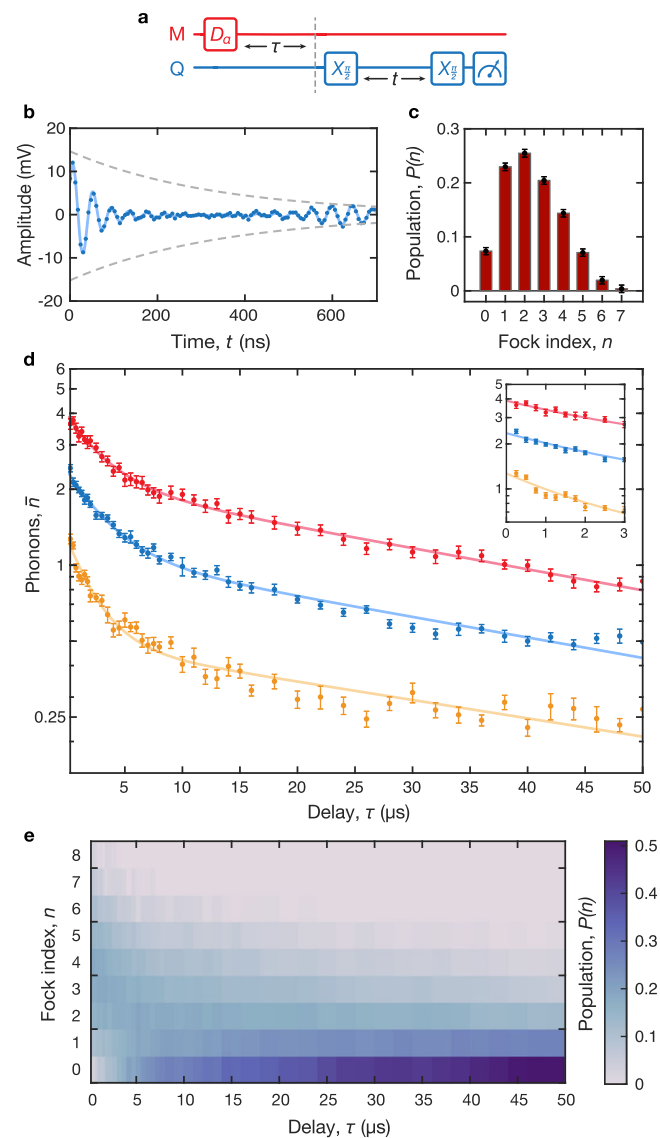 a
M Dα τ
Q Xπ/2 t Xπ/2
b
Amplitude (mV)
20
10
0
-10
-20
0 200 400 600
Time, t (ns)
c
Population, P(n)
0.3
0.2
0.1
0
0 1 2 3 4 5 6 7
Fock index, n
d
Phonons, n̄
6
5
4
3
2
1
0.25
5 10 15 20 25 30 35 40 45 50
Delay, τ (µs)
5
4
3
2
1
0 1 2 3
e
Fock index, n
8
7
6
5
4
3
2
1
0
0 5 10 15 20 25 30 35 40 45 50
Delay, τ (µs)
Population, P(n)
0.5
0.4
0.3
0.2
0.1
0